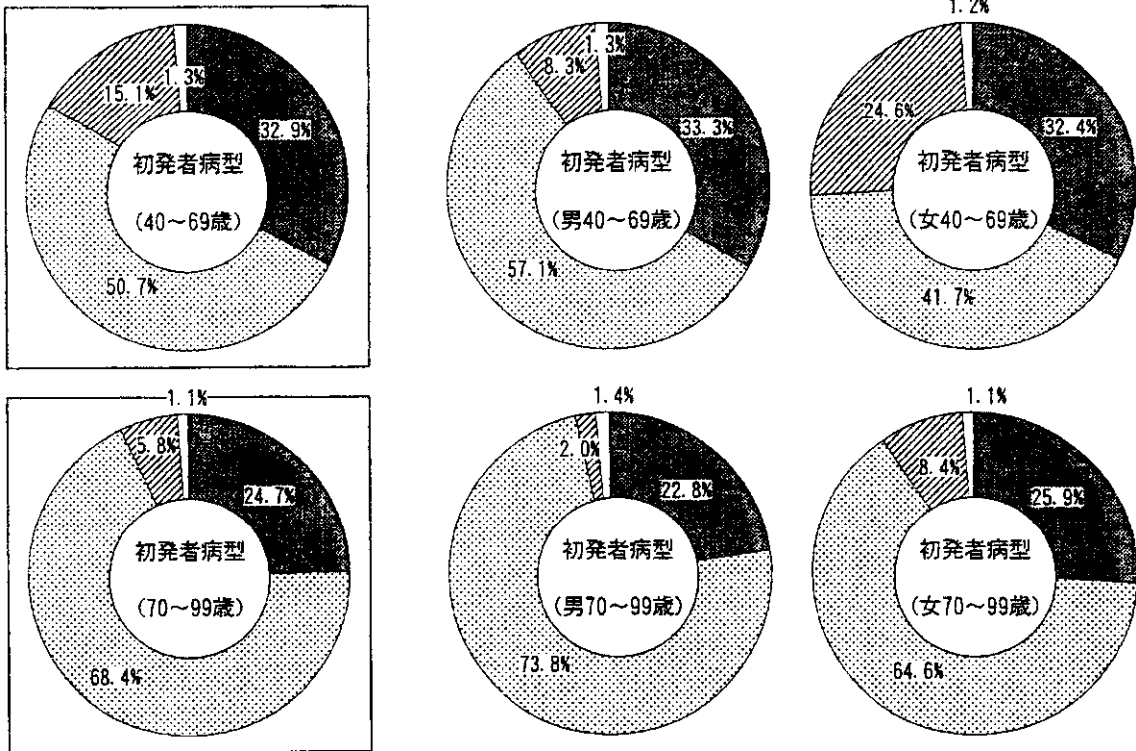 1.3%
15.1%
32.9%
初発者病型
(40～69歳)
50.7%
1.3%
8.3%
33.3%
初発者病型
(男40～69歳)
57.1%
1.2%
24.6%
32.4%
初発者病型
(女40～69歳)
41.7%
1.1%
5.8%
24.7%
初発者病型
(70～99歳)
68.4%
1.4%
2.0%
22.8%
初発者病型
(男70～99歳)
73.8%
1.1%
8.4%
25.9%
初発者病型
(女70～99歳)
64.6%